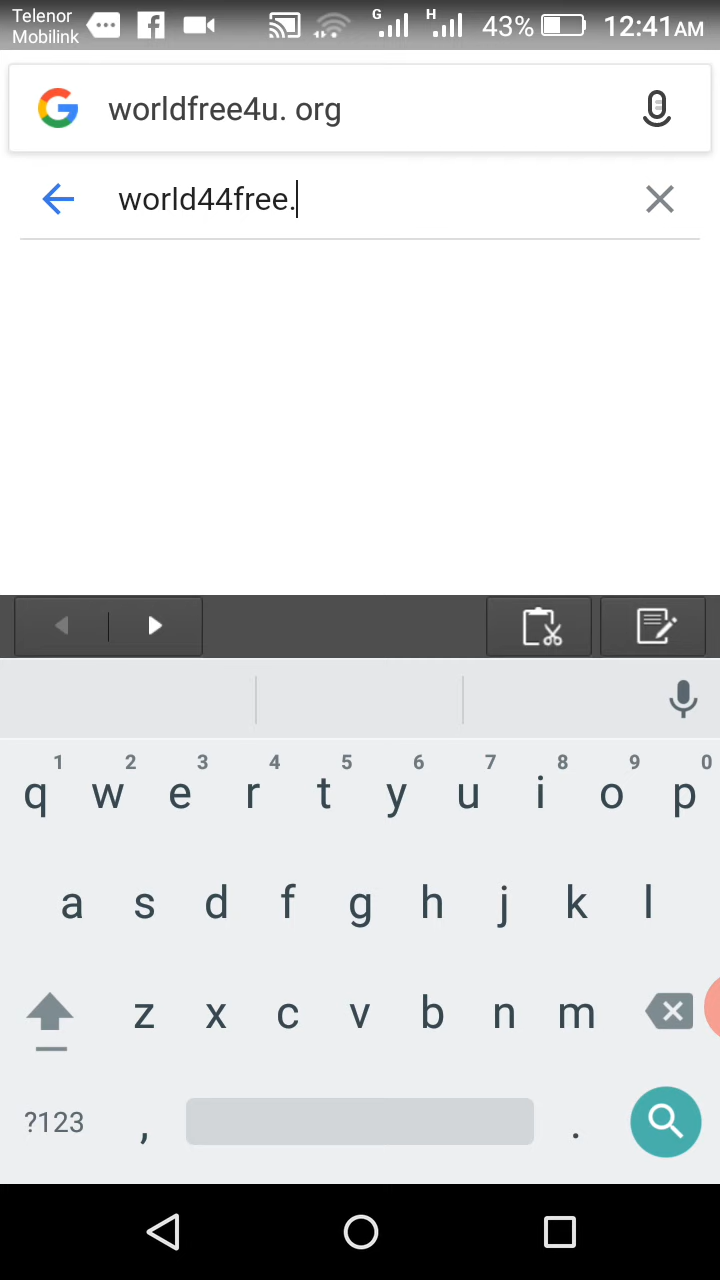 Telenor
Mobilink
G
H
43%
12:41AM
worldfree4u. org
world44free.
1 2 3 4 5 6 7 8 9 0
q w e r t y u i o p
a s d f g h j k l
z x c v b n m
?123 , .